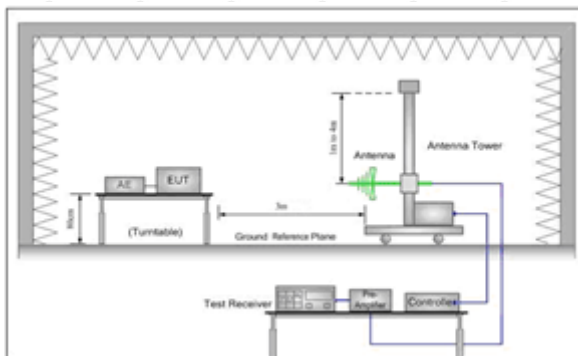 1m to 4m
Antenna
Antenna Tower
AE
EUT
80cm
3m
(Turntable)
Ground Reference Plane
Test Receiver
Pre-
Amplifier
Controller